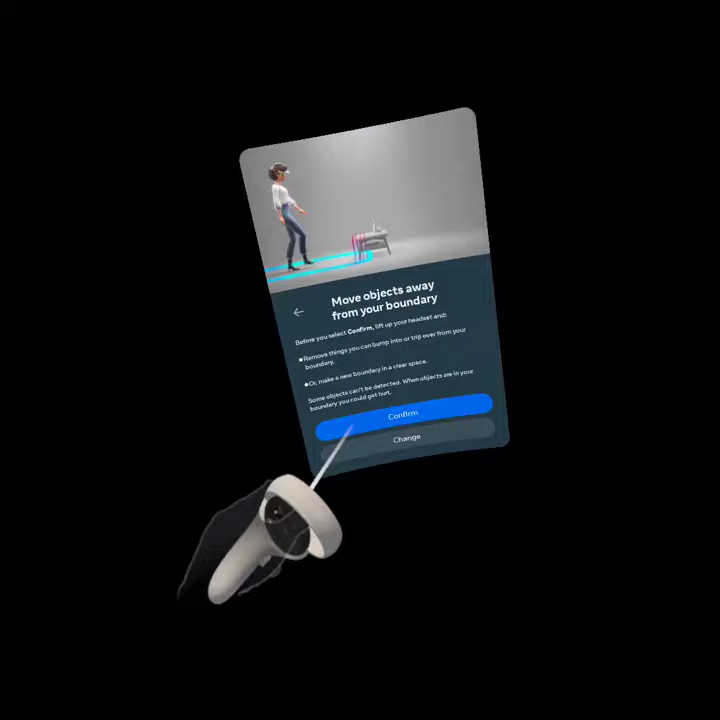 Move objects away
from your boundary
Before you select Confirm, lift up your headset and:
●Remove things you can bump into or trip over from your
boundary.
●Or, make a new boundary in a clear space.
Some objects can't be detected. When objects are in your
boundary you could get hurt.
Confirm
Change